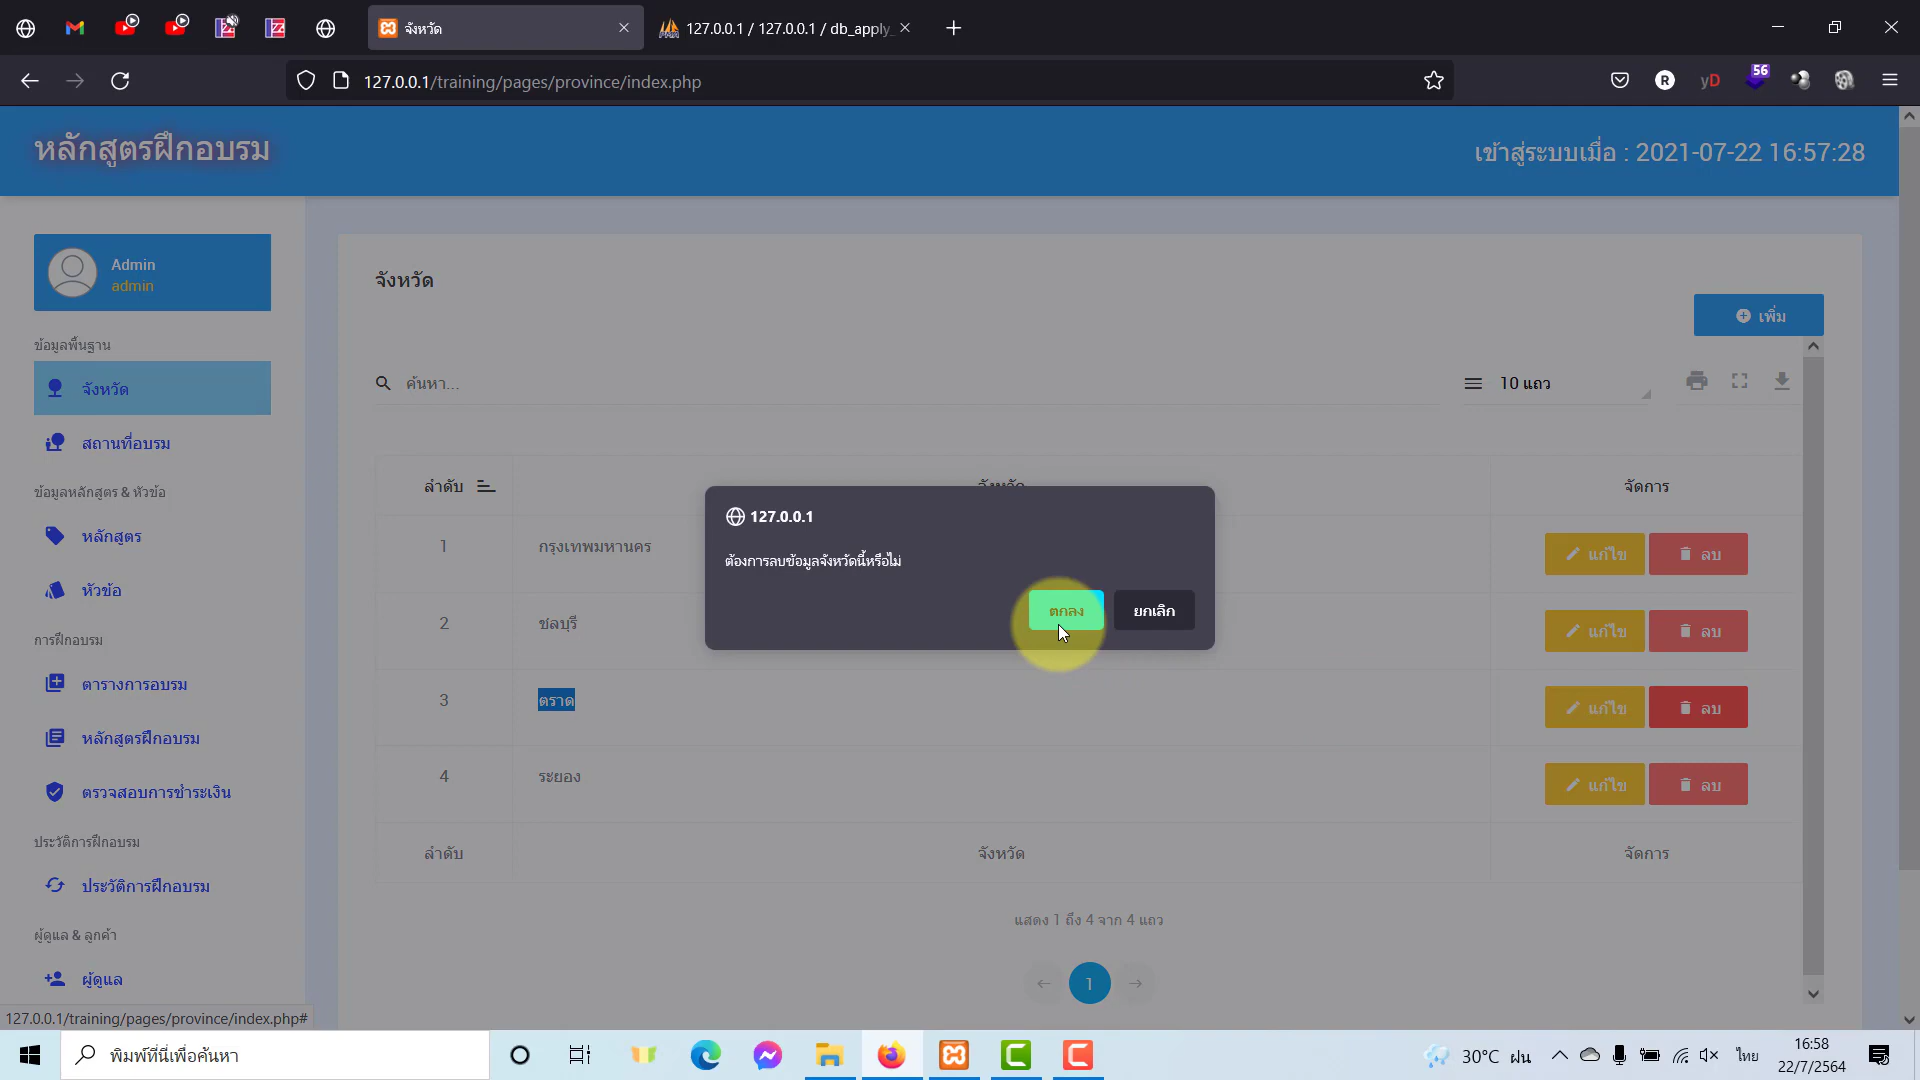 จังหวัด
127.0.0.1 / 127.0.0.1 / db_apply_
127.0.0.1/training/pages/province/index.php
R
yD
56
หลักสูตรฝึกอบรม
เข้าสู่ระบบเมื่อ : 2021-07-22 16:57:28
Admin
admin
ข้อมูลพื้นฐาน
จังหวัด
สถานที่อบรม
ข้อมูลหลักสูตร & หัวข้อ
หลักสูตร
หัวข้อ
การฝึกอบรม
ตารางการอบรม
หลักสูตรฝึกอบรม
ตรวจสอบการชำระเงิน
ประวัติการฝึกอบรม
ประวัติการฝึกอบรม
ผู้ดูแล & ลูกค้า
ผู้ดูแล
จังหวัด
เพิ่ม
ค้นหา...
10 แถว
ลำดับ จังหวัด จัดการ
1 กรุงเทพมหานคร แก้ไข ลบ
2 ชลบุรี แก้ไข ลบ
3 ตราด แก้ไข ลบ
4 ระยอง แก้ไข ลบ
ลำดับ จังหวัด จัดการ
แสดง 1 ถึง 4 จาก 4 แถว
1
127.0.0.1
ต้องการลบข้อมูลจังหวัดนี้หรือไม่
ตกลง ยกเลิก
127.0.0.1/training/pages/province/index.php#
พิมพ์ที่นี่เพื่อค้นหา
30°C ฝน
ไทย
16:58
22/7/2564